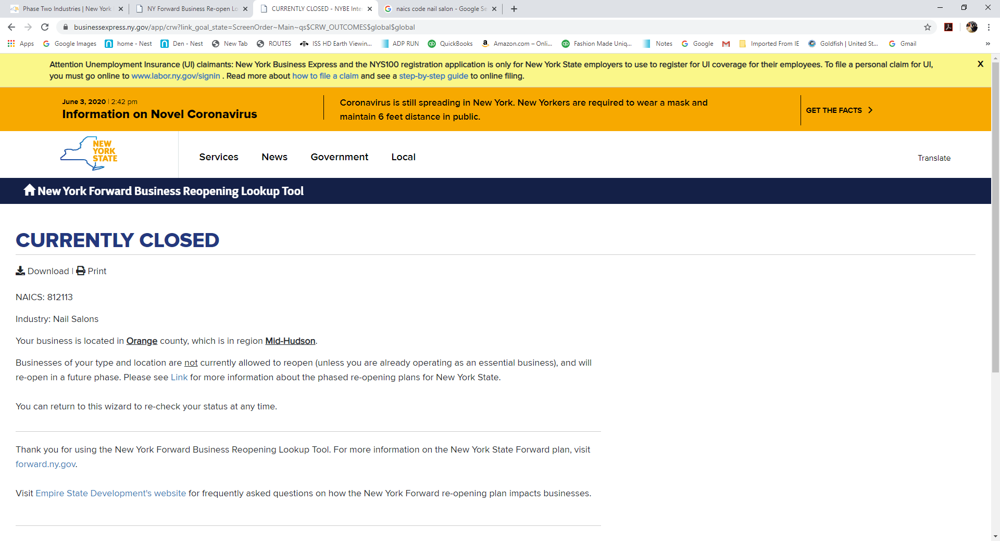 Phase Two Industries | New York
NY Forward Business Re-open Lo
CURRENTLY CLOSED - NYBE Inte
naics code nail salon - Google Se
businessexpress.ny.gov/app/crw?link_goal_state=ScreenOrder~Main~qs$CRW_OUTCOMES$global$global
Apps Google Images home - Nest Den - Nest New Tab ROUTES ISS HD Earth Viewin... ADP RUN QuickBooks Amazon.com – Onli... Fashion Made Uniq... Notes Google Imported From IE Goldfish | United St... Gmail »
Attention Unemployment Insurance (UI) claimants: New York Business Express and the NYS100 registration application is only for New York State employers to use to register for UI coverage for their employees. To file a personal claim for UI, X
you must go online to www.labor.ny.gov/signin . Read more about how to file a claim and see a step-by-step guide to online filing.
June 3, 2020 | 2:42 pm
Information on Novel Coronavirus
Coronavirus is still spreading in New York. New Yorkers are required to wear a mask and
maintain 6 feet distance in public.
GET THE FACTS
NEW
YORK
STATE
Services News Government Local
Translate
New York Forward Business Reopening Lookup Tool
CURRENTLY CLOSED
Download | Print
NAICS: 812113
Industry: Nail Salons
Your business is located in Orange county, which is in region Mid-Hudson.
Businesses of your type and location are not currently allowed to reopen (unless you are already operating as an essential business), and will
re-open in a future phase. Please see Link for more information about the phased re-opening plans for New York State.
You can return to this wizard to re-check your status at any time.
Thank you for using the New York Forward Business Reopening Lookup Tool. For more information on the New York State Forward plan, visit
forward.ny.gov.
Visit Empire State Development's website for frequently asked questions on how the New York Forward re-opening plan impacts businesses.